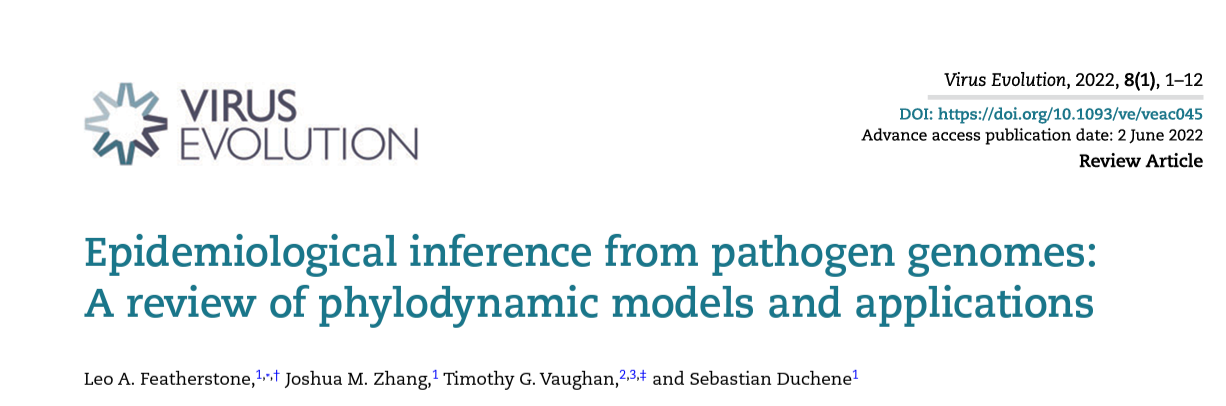 VIRUS
EVOLUTION
Virus Evolution, 2022, 8(1), 1–12
DOI: https://doi.org/10.1093/ve/veac045
Advance access publication date: 2 June 2022
Review Article
Epidemiological inference from pathogen genomes:
A review of phylodynamic models and applications
Leo A. Featherstone,1,*,† Joshua M. Zhang,1 Timothy G. Vaughan,2,3,‡ and Sebastian Duchene1